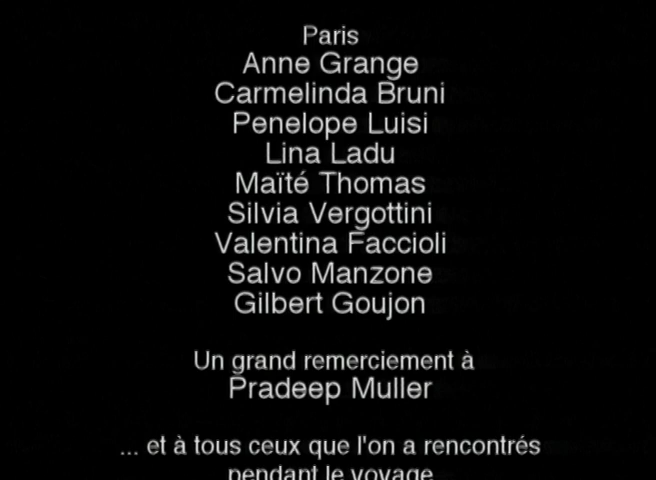 Paris
Anne Grange
Carmelinda Bruni
Penelope Luisi
Lina Ladu
Maïté Thomas
Silvia Vergottini
Valentina Faccioli
Salvo Manzone
Gilbert Goujon
Un grand remerciement à
Pradeep Muller
... et à tous ceux que l'on a rencontrés
pendant le voyage